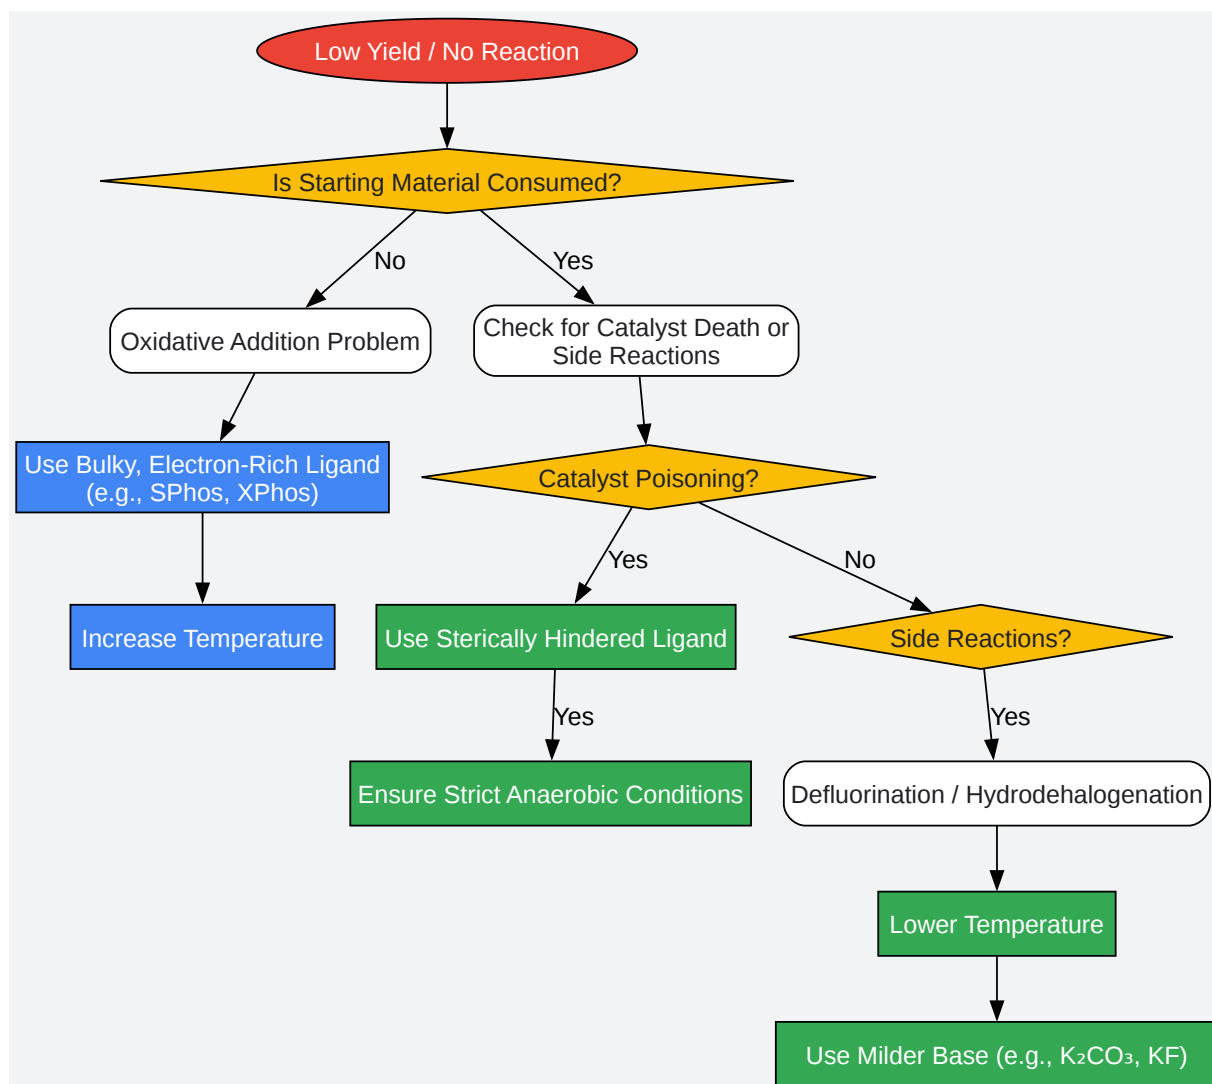 Low Yield / No Reaction
Is Starting Material Consumed?
No
Yes
Oxidative Addition Problem
Check for Catalyst Death or
Side Reactions
Use Bulky, Electron-Rich Ligand
(e.g., SPhos, XPhos)
Catalyst Poisoning?
Yes
No
Increase Temperature
Use Sterically Hindered Ligand
Side Reactions?
Yes
Yes
Ensure Strict Anaerobic Conditions
Defluorination / Hydrodehalogenation
Lower Temperature
Use Milder Base (e.g., K₂CO₃, KF)